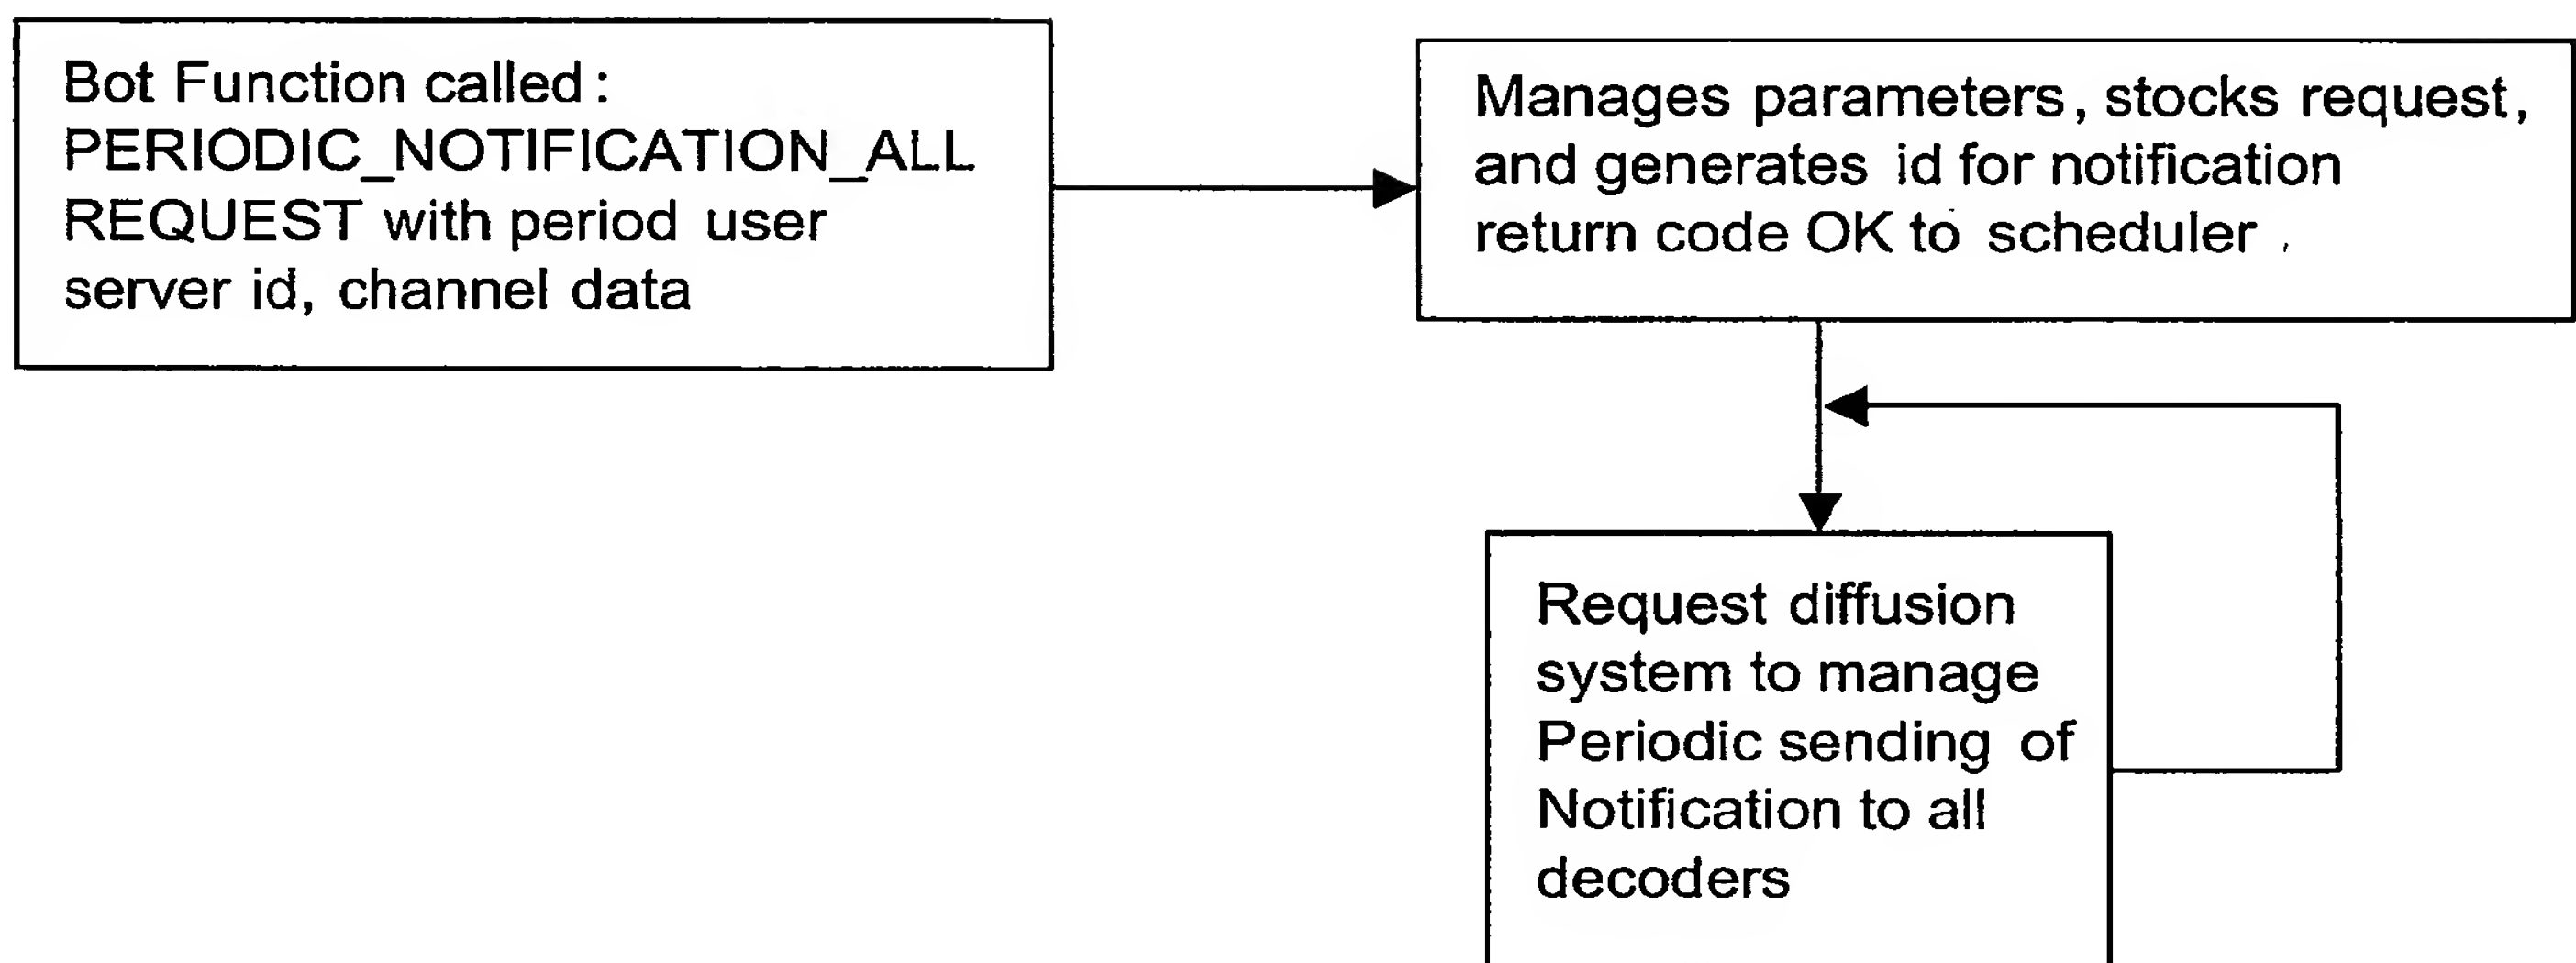 Bot Function called :
PERIODIC_NOTIFICATION_ALL
REQUEST with period user
server id, channel data
Manages parameters, stocks request,
and generates id for notification
return code OK to scheduler .
Request diffusion
system to manage
Periodic sending of
Notification to all
decoders